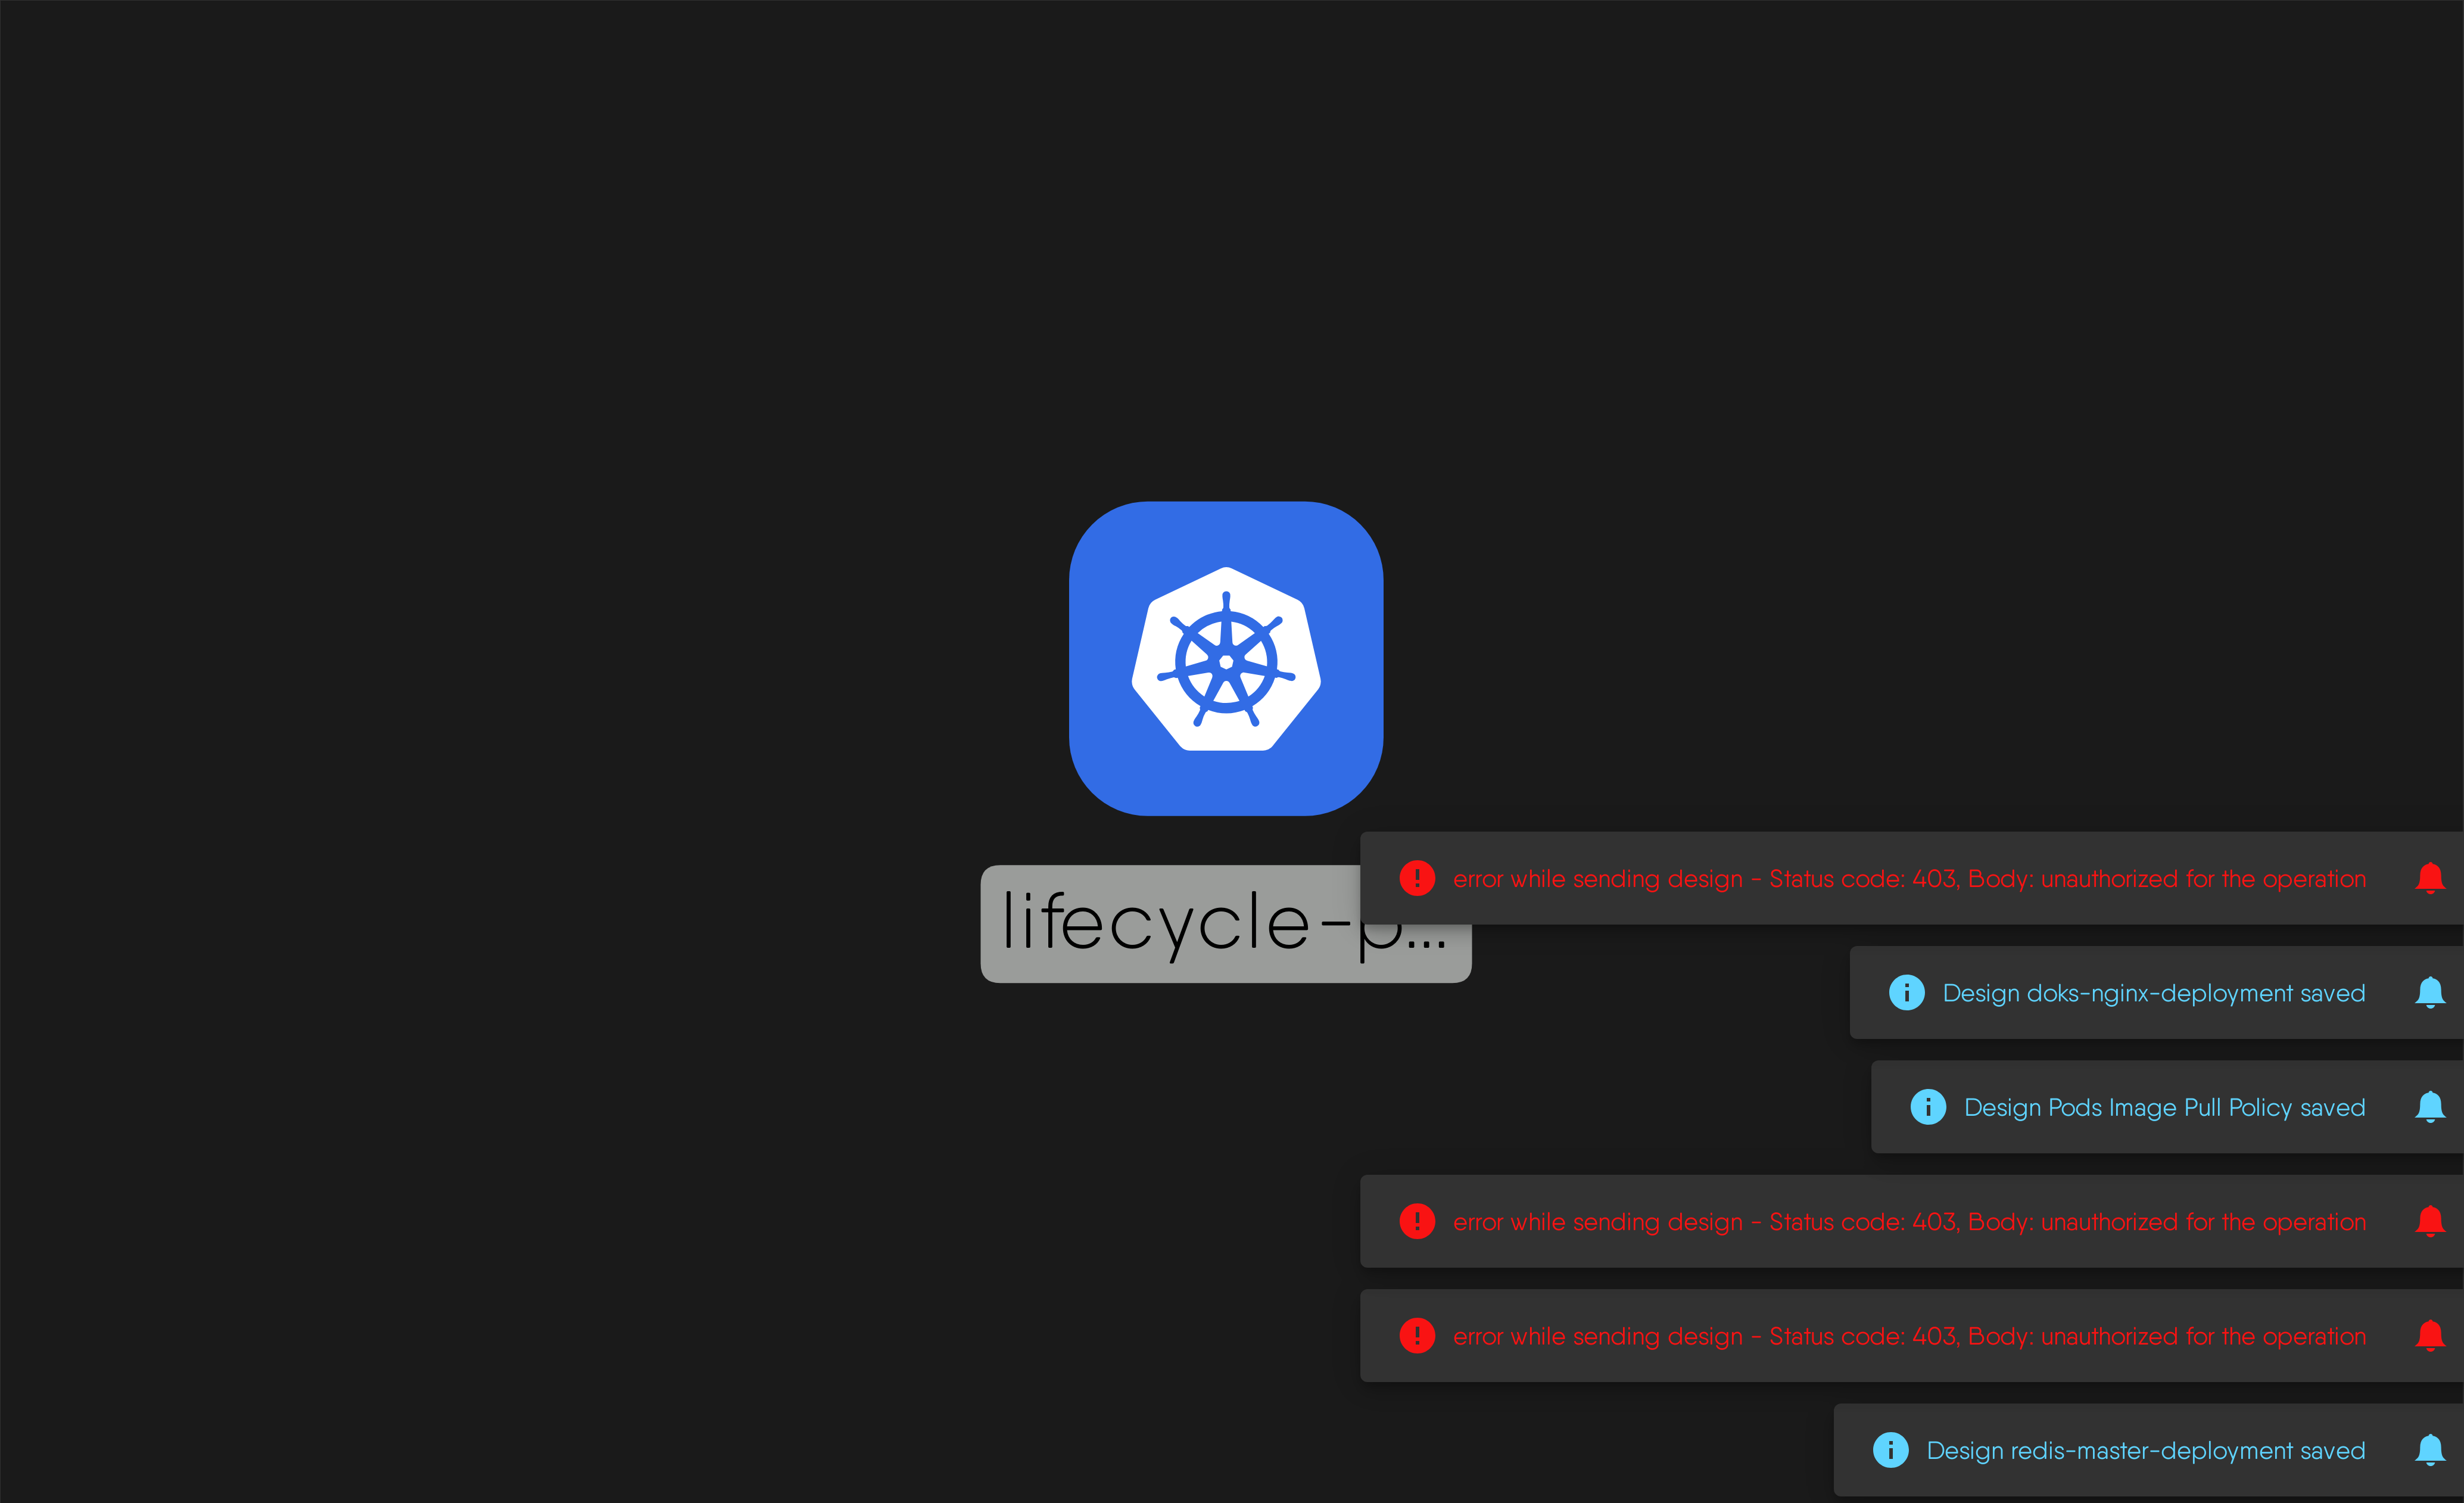 error while sending design - Status code: 403, Body: unauthorized for the operation
lifecycle-p...
Design doks-nginx-deployment saved
Design Pods Image Pull Policy saved
error while sending design - Status code: 403, Body: unauthorized for the operation
error while sending design - Status code: 403, Body: unauthorized for the operation
Design redis-master-deployment saved